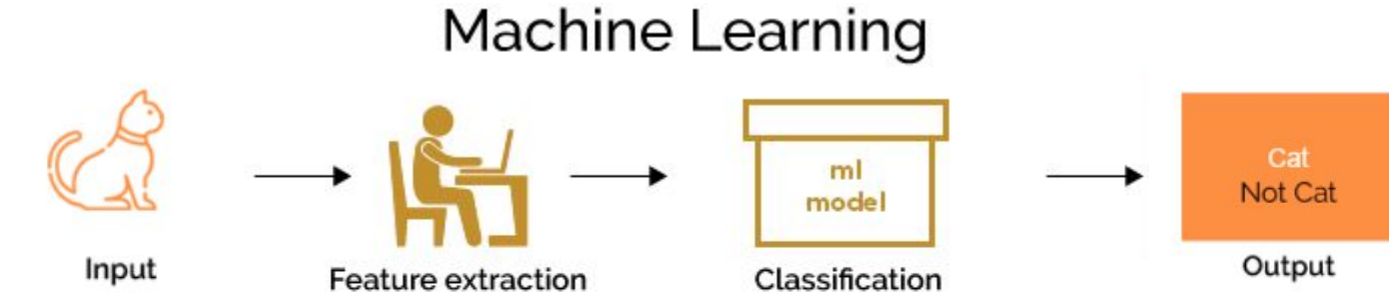 Machine Learning
ml
model
Cat
Not Cat
Input
Feature extraction
Classification
Output